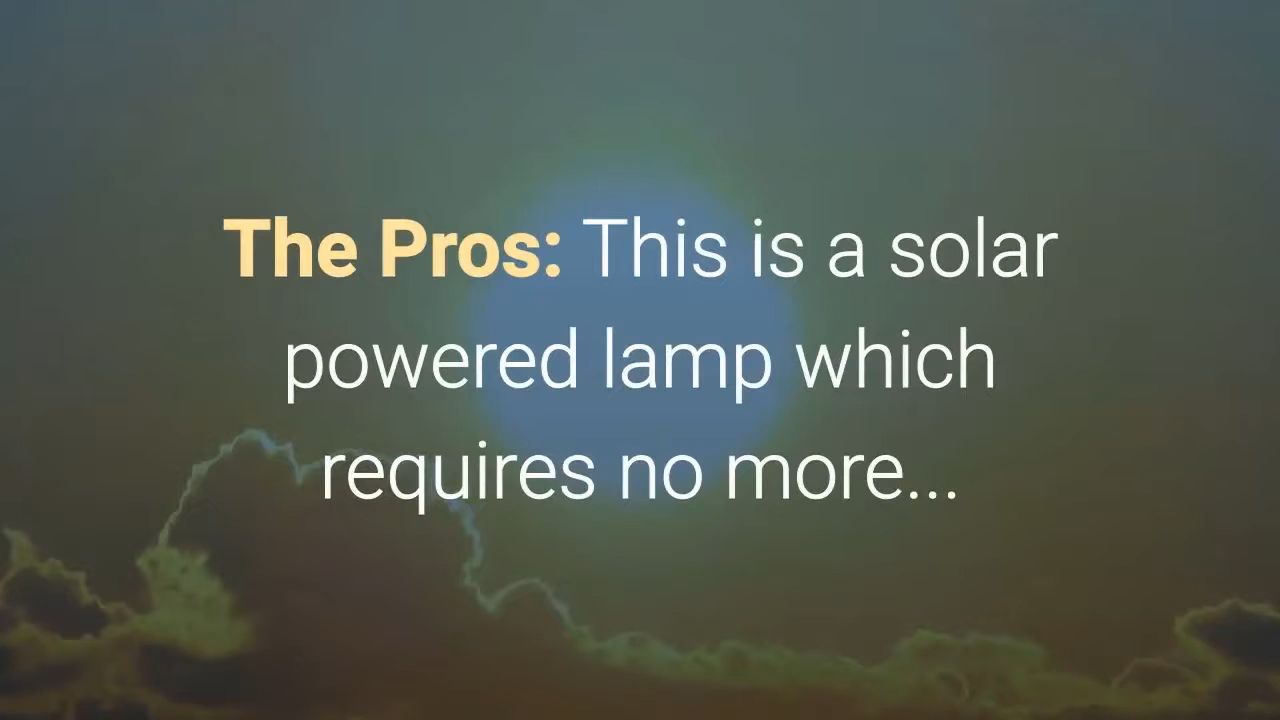 The Pros: This is a solar
powered lamp which
requires no more...